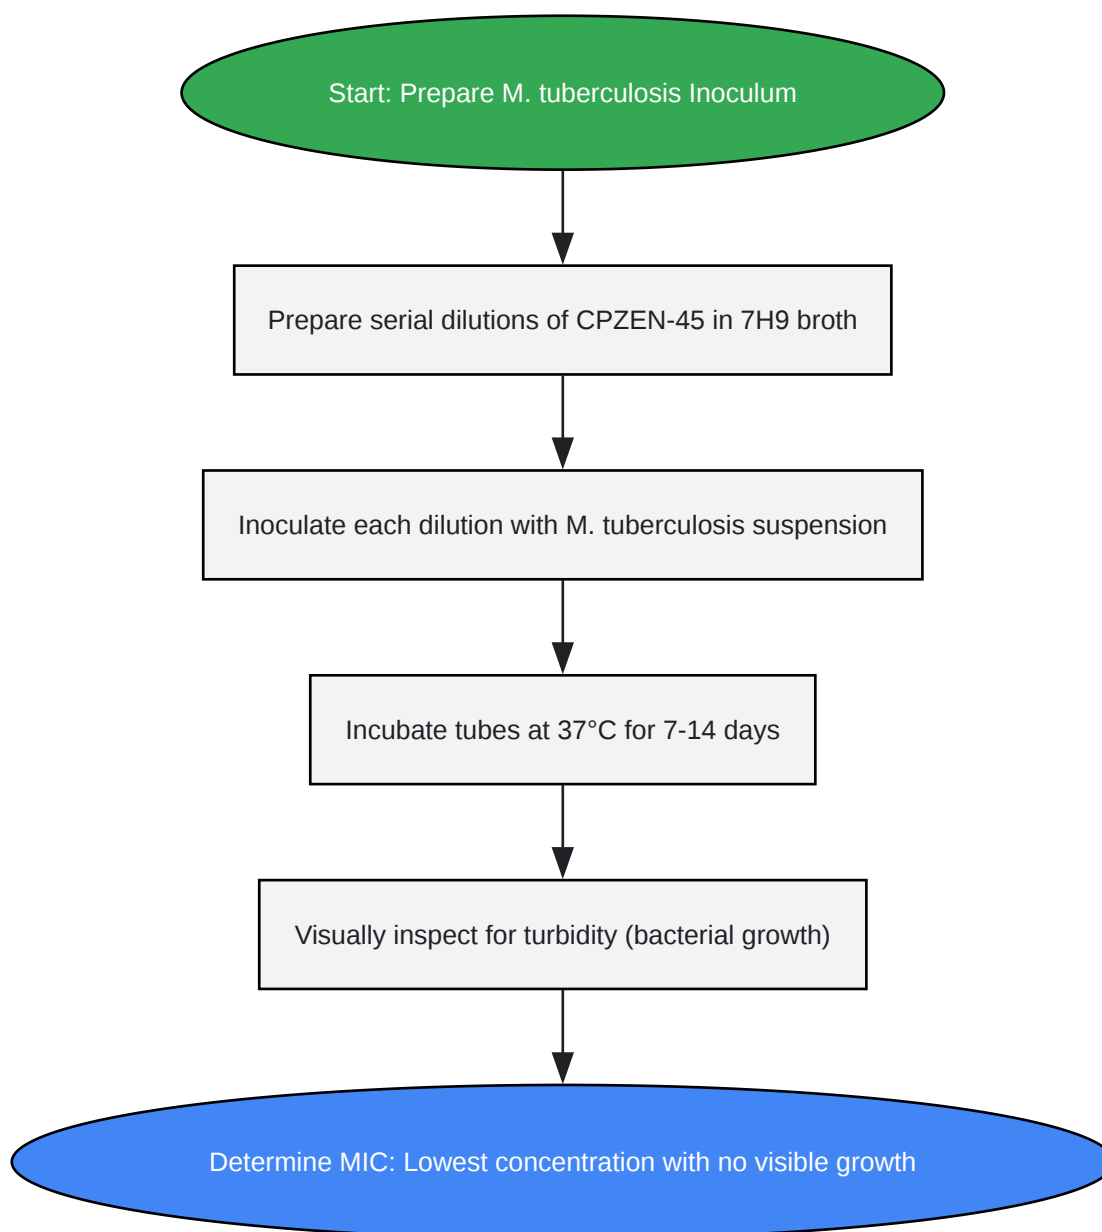 Start: Prepare M. tuberculosis Inoculum
Prepare serial dilutions of CPZEN-45 in 7H9 broth
Inoculate each dilution with M. tuberculosis suspension
Incubate tubes at 37°C for 7-14 days
Visually inspect for turbidity (bacterial growth)
Determine MIC: Lowest concentration with no visible growth